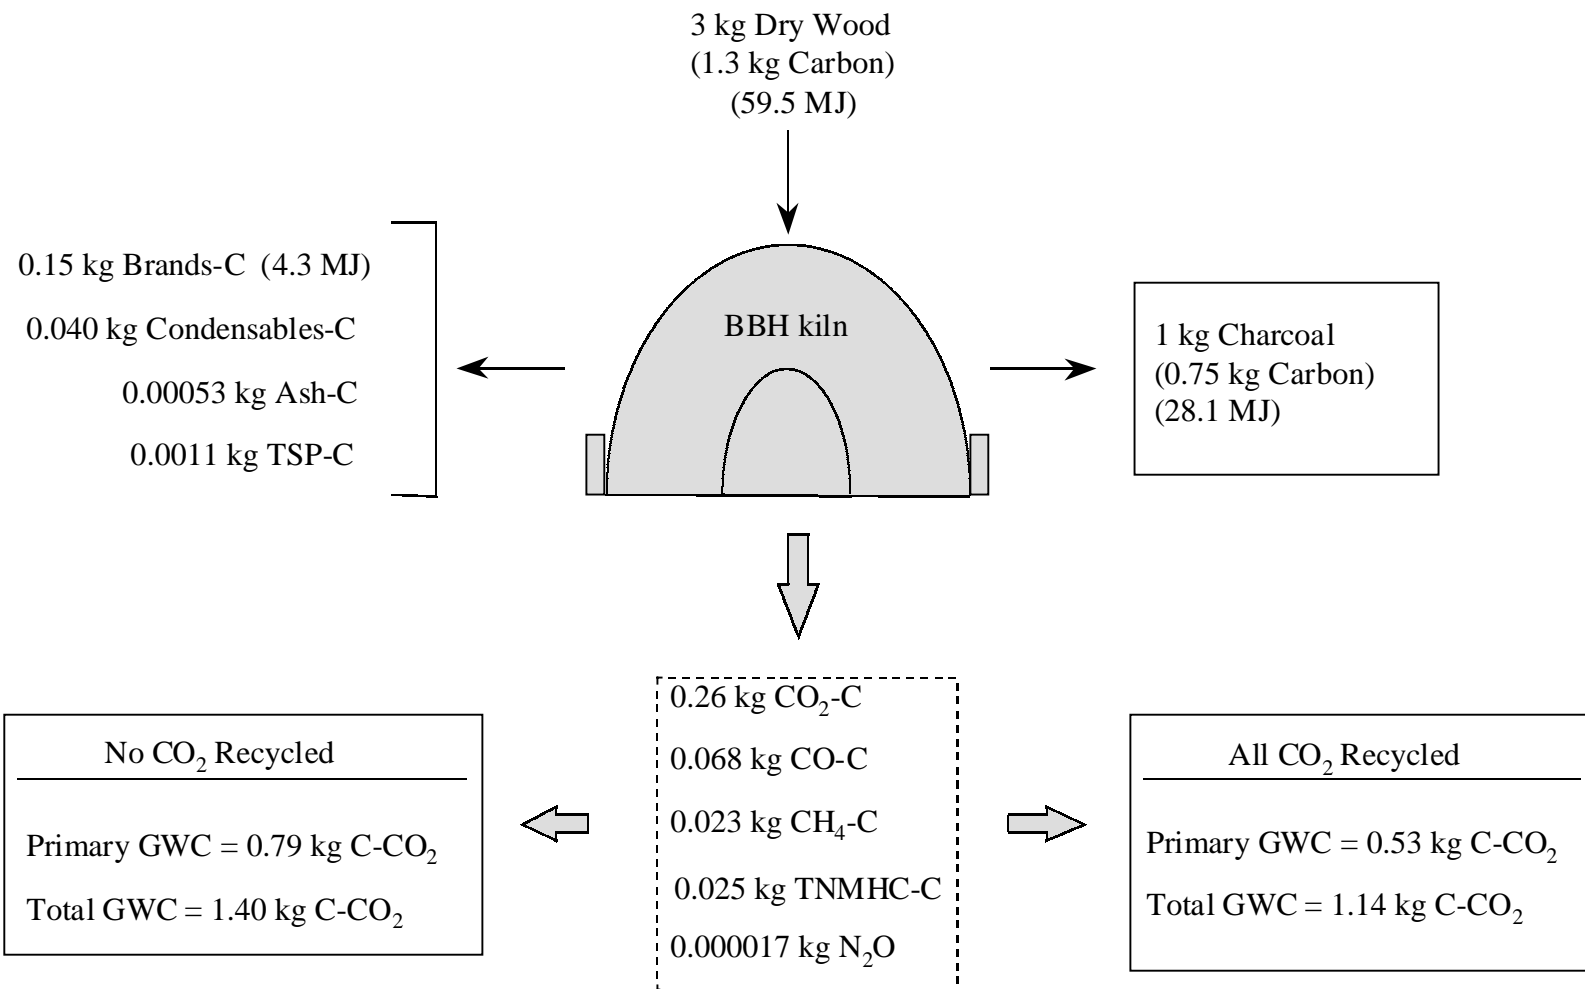 3 kg Dry Wood
(1.3 kg Carbon)
(59.5 MJ)
0.15 kg Brands-C (4.3 MJ)
0.040 kg Condensables-C
0.00053 kg Ash-C
0.0011 kg TSP-C
BBH kiln
1 kg Charcoal
(0.75 kg Carbon)
(28.1 MJ)
No CO₂ Recycled
Primary GWC = 0.79 kg C-CO₂
Total GWC = 1.40 kg C-CO₂
0.26 kg CO₂-C
0.068 kg CO-C
0.023 kg CH₄-C
0.025 kg TNMHC-C
0.000017 kg N₂O
All CO₂ Recycled
Primary GWC = 0.53 kg C-CO₂
Total GWC = 1.14 kg C-CO₂